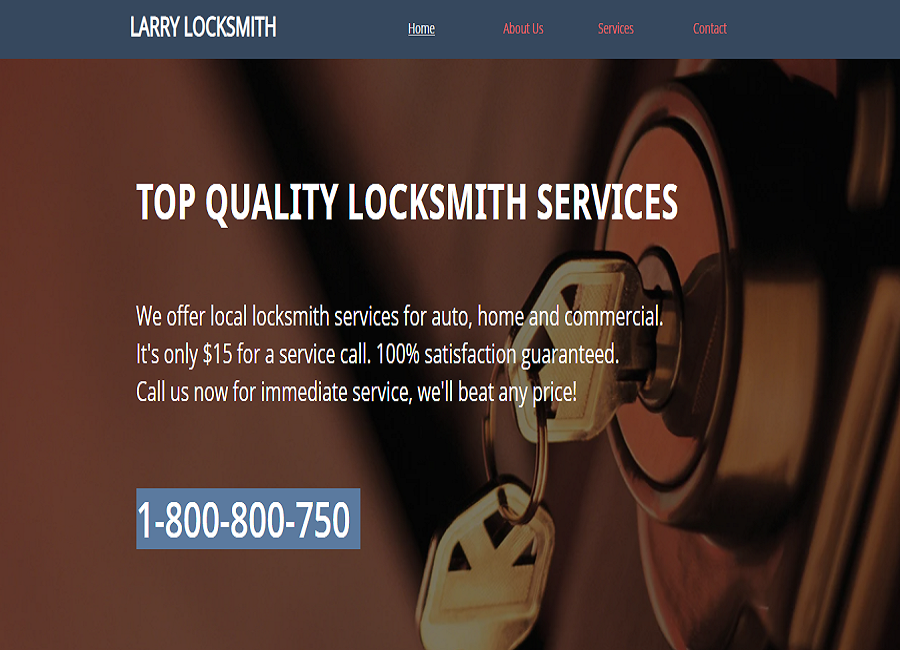 LARRY LOCKSMITH
Home About Us Services Contact
TOP QUALITY LOCKSMITH SERVICES
We offer local locksmith services for auto, home and commercial.
It's only $15 for a service call. 100% satisfaction guaranteed.
Call us now for immediate service, we'll beat any price!
1-800-800-750